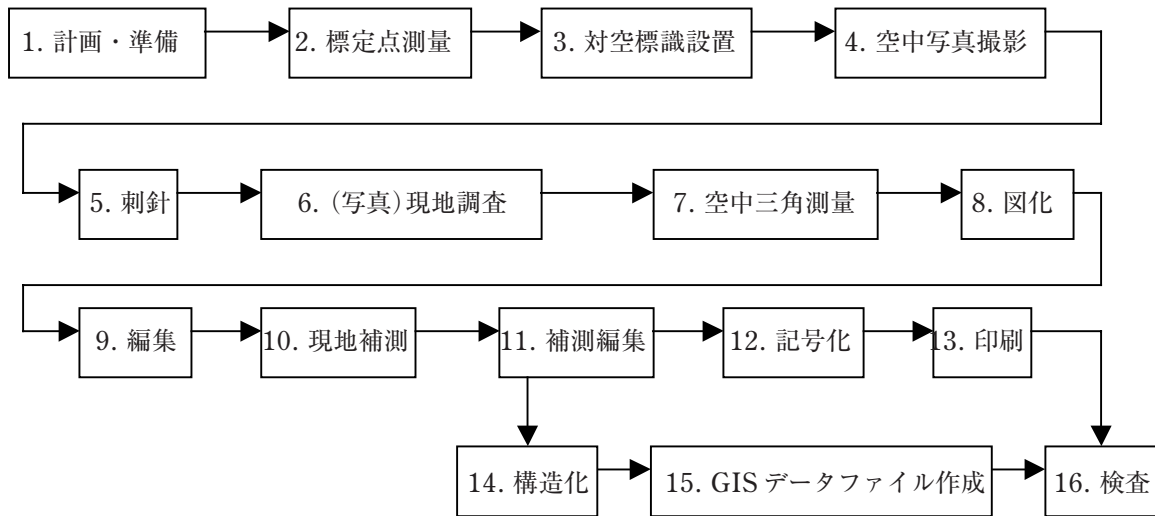 1. 計画・準備
2. 標定点測量
3. 対空標識設置
4. 空中写真撮影
5. 刺針
6. (写真)現地調査
7. 空中三角測量
8. 図化
9. 編集
10. 現地補測
11. 補測編集
12. 記号化
13. 印刷
14. 構造化
15. GISデータファイル作成
16. 検査